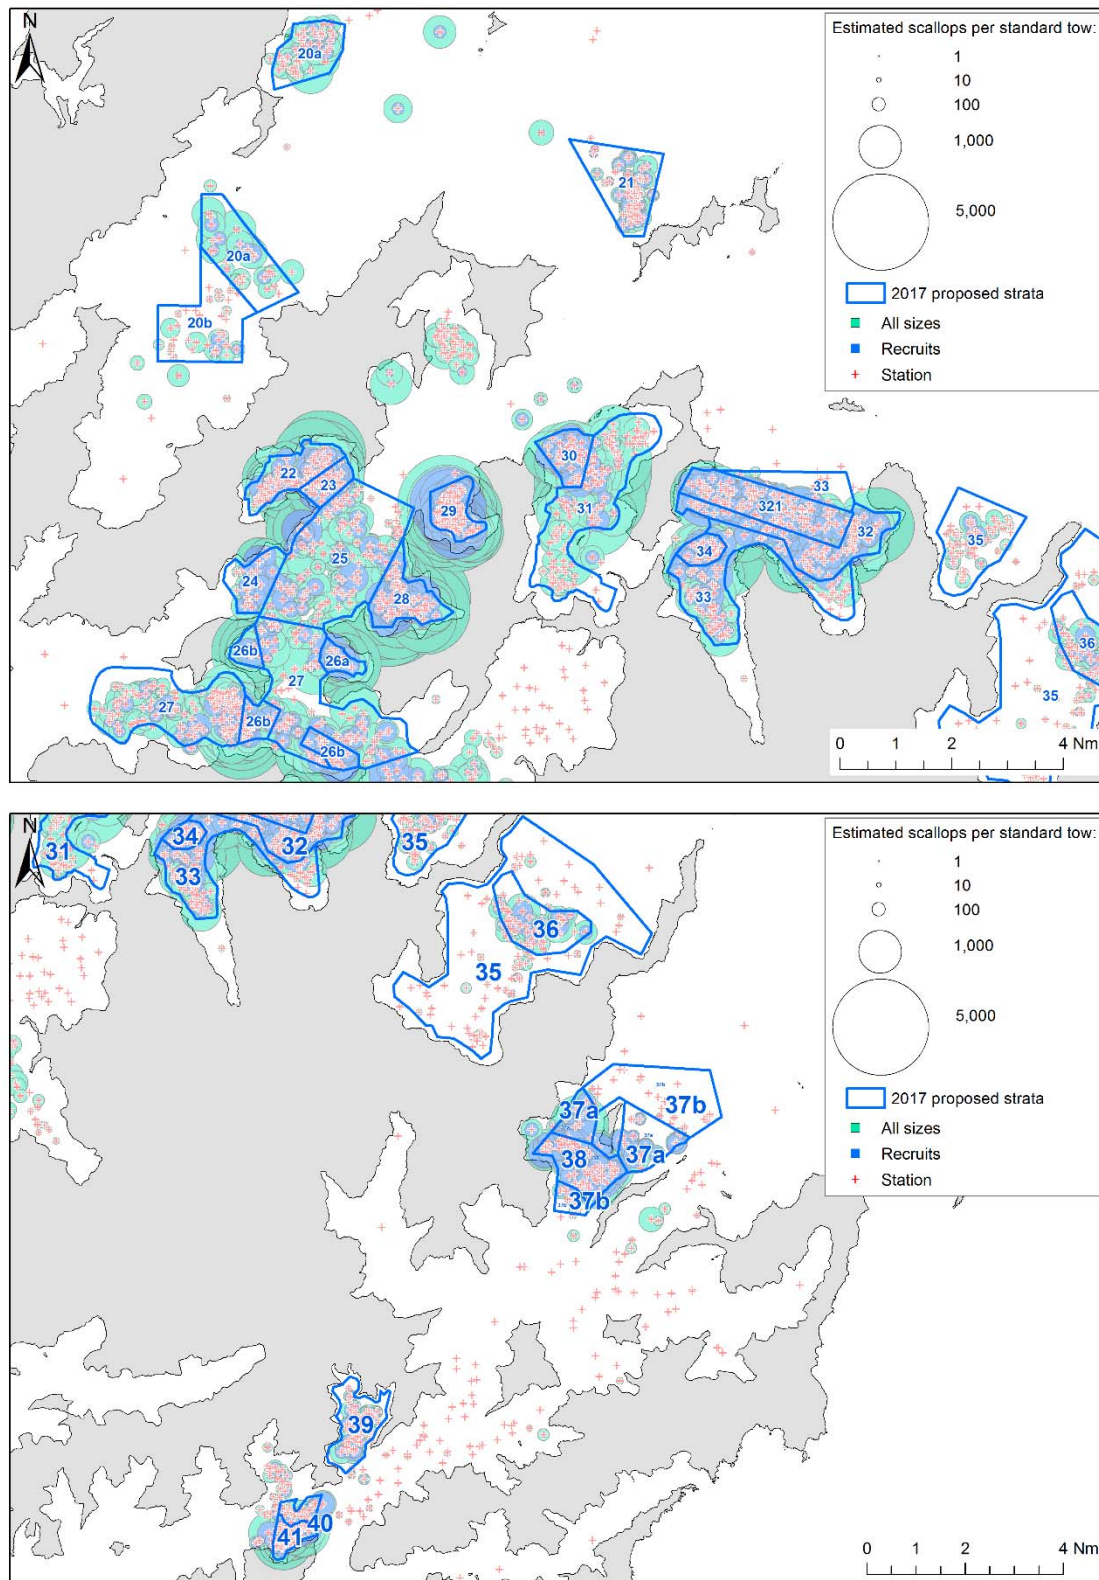 N
Estimated scallops per standard tow:
1
10
100
1,000
5,000
2017 proposed strata
All sizes
Recruits
Station
20a
21
20a
20b
30
22
23
29
31
33
321
32
35
25
34
24
28
33
26b
26a
36
27
35
27
26b
26b
0 1 2 4 Nm
N
Estimated scallops per standard tow:
1
10
100
1,000
5,000
2017 proposed strata
All sizes
Recruits
Station
31
34
32
35
33
36
35
37b
37a
37b
38
37a
37b
39
40
41
0 1 2 4 Nm